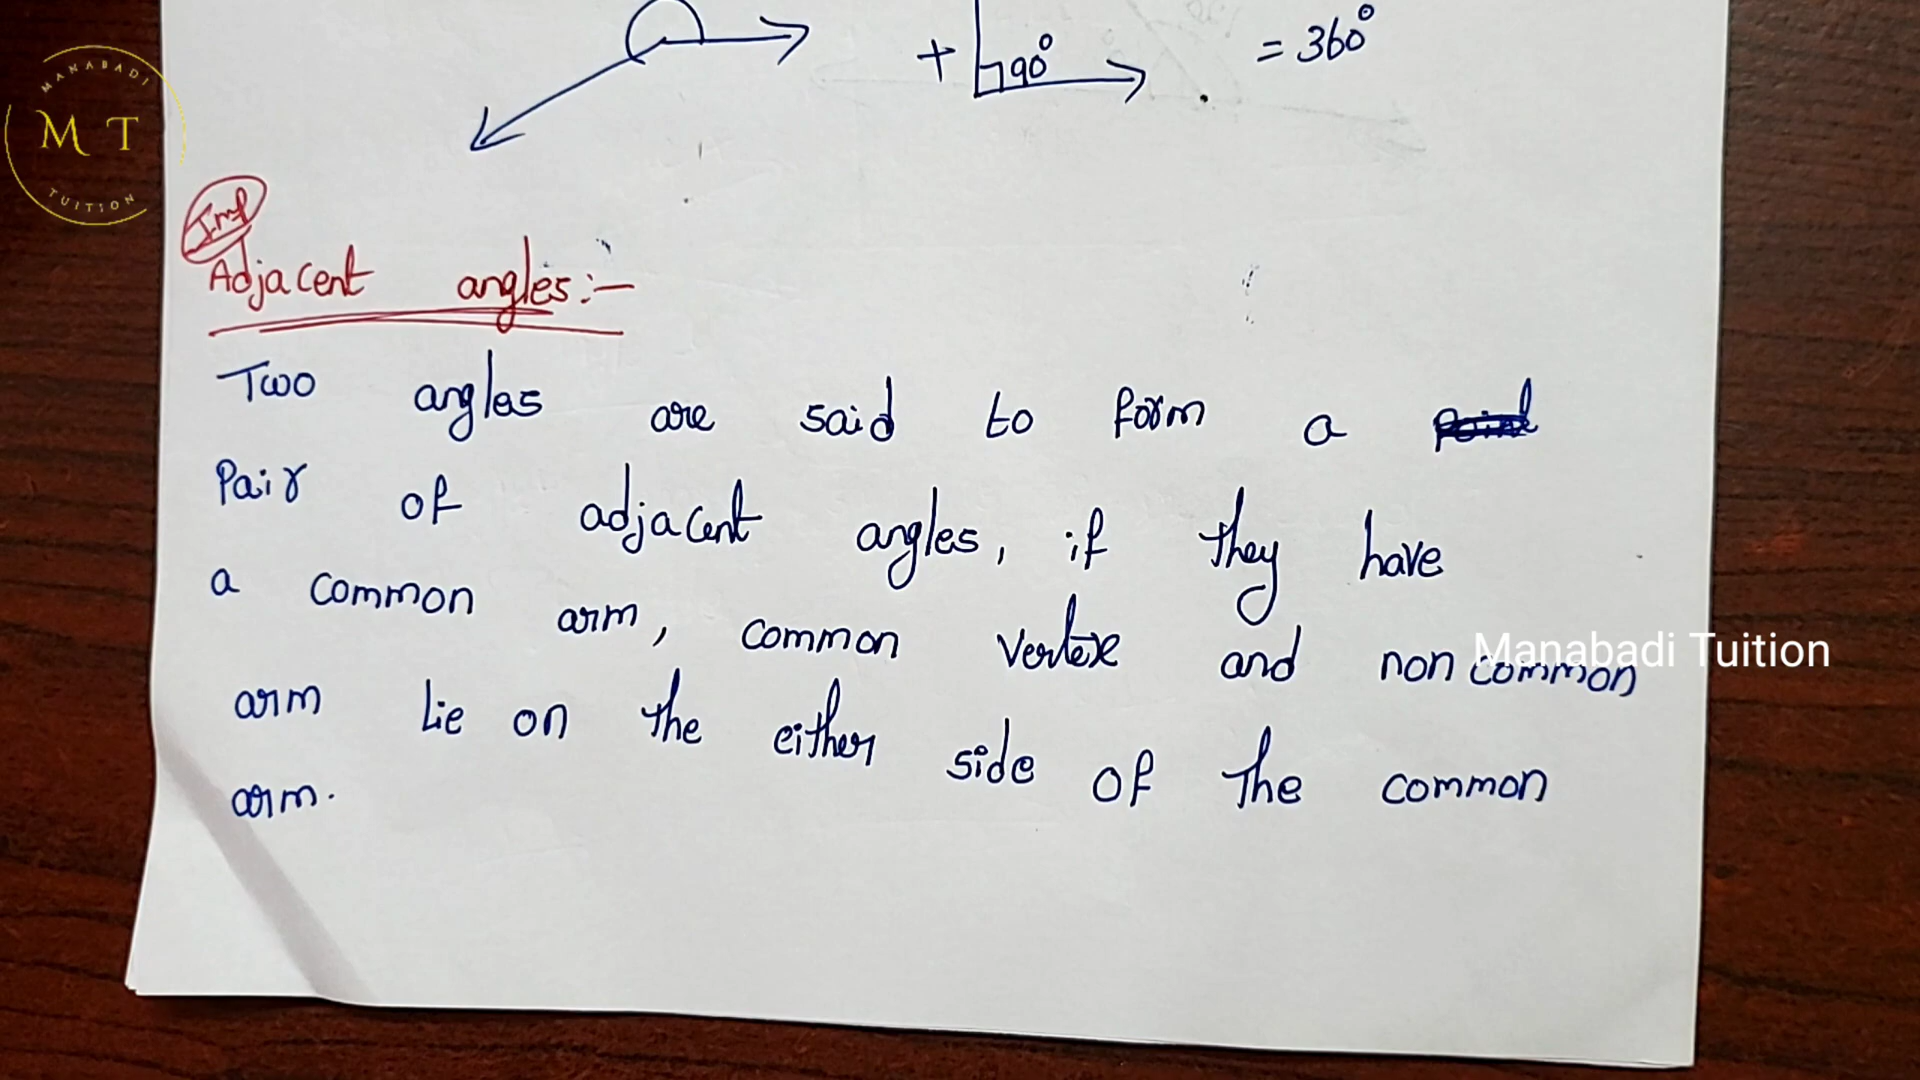 + 90° = 360°
MANABADI
M T
TUITION
Imp
Adjacent angles:-
Two angles are said to form a
Pair of adjacent angles, if they have
a common arm, common vertex and non common
arm lie on the either side of the common
arm.
Manabadi Tuition